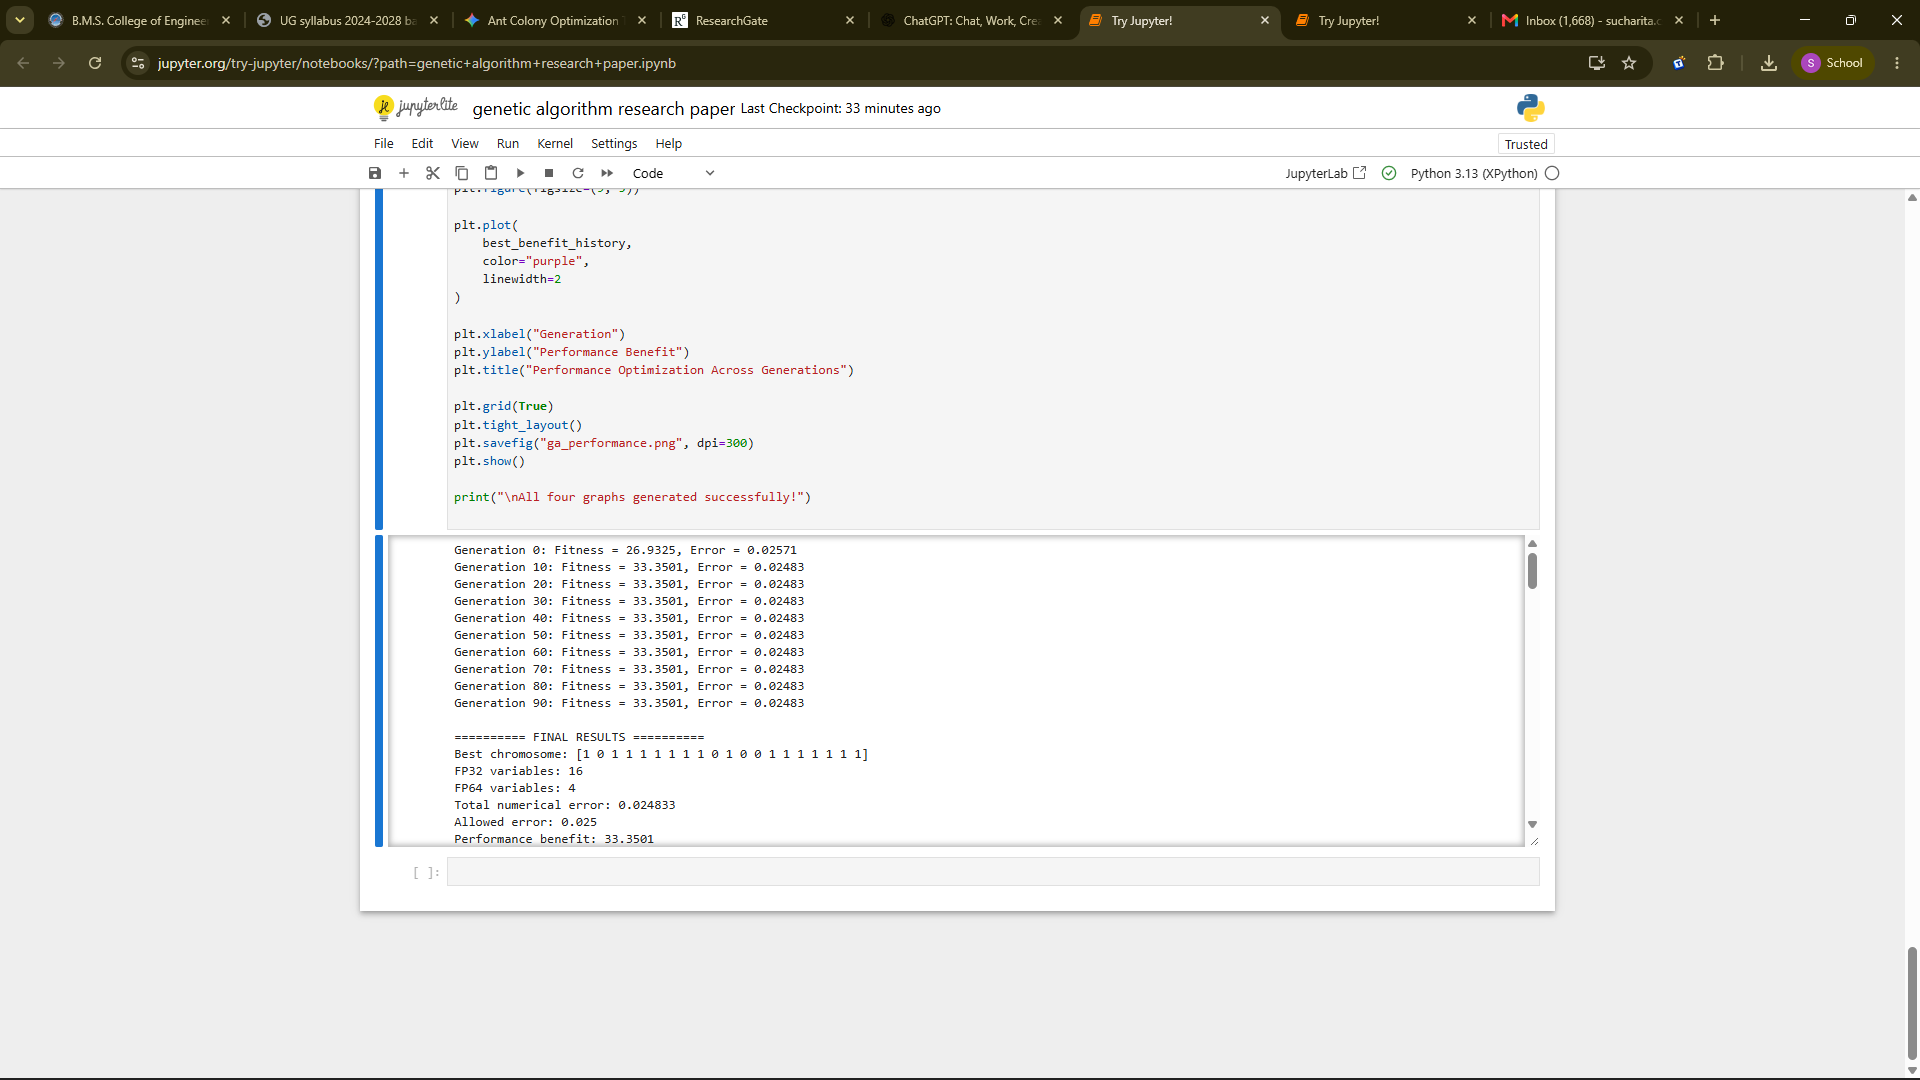 B.M.S. College of Enginee
UG syllabus 2024-2028 ba
Ant Colony Optimization
ResearchGate
ChatGPT: Chat, Work, Cre
Try Jupyter!
Try Jupyter!
Inbox (1,668) - sucharita.c
jupyter.org/try-jupyter/notebooks/?path=genetic+algorithm+research+paper.ipynb
S School
jupyterlite genetic algorithm research paper Last Checkpoint: 33 minutes ago
File Edit View Run Kernel Settings Help Trusted
Code JupyterLab Python 3.13 (XPython)
plt.figure(figsize=(9, 5))
plt.plot(
best_benefit_history,
color="purple",
linewidth=2
)
plt.xlabel("Generation")
plt.ylabel("Performance Benefit")
plt.title("Performance Optimization Across Generations")
plt.grid(True)
plt.tight_layout()
plt.savefig("ga_performance.png", dpi=300)
plt.show()
print("\nAll four graphs generated successfully!")
Generation 0: Fitness = 26.9325, Error = 0.02571
Generation 10: Fitness = 33.3501, Error = 0.02483
Generation 20: Fitness = 33.3501, Error = 0.02483
Generation 30: Fitness = 33.3501, Error = 0.02483
Generation 40: Fitness = 33.3501, Error = 0.02483
Generation 50: Fitness = 33.3501, Error = 0.02483
Generation 60: Fitness = 33.3501, Error = 0.02483
Generation 70: Fitness = 33.3501, Error = 0.02483
Generation 80: Fitness = 33.3501, Error = 0.02483
Generation 90: Fitness = 33.3501, Error = 0.02483
========== FINAL RESULTS ==========
Best chromosome: [1 0 1 1 1 1 1 1 1 0 1 0 0 1 1 1 1 1 1 1]
FP32 variables: 16
FP64 variables: 4
Total numerical error: 0.024833
Allowed error: 0.025
Performance benefit: 33.3501
[ ]: